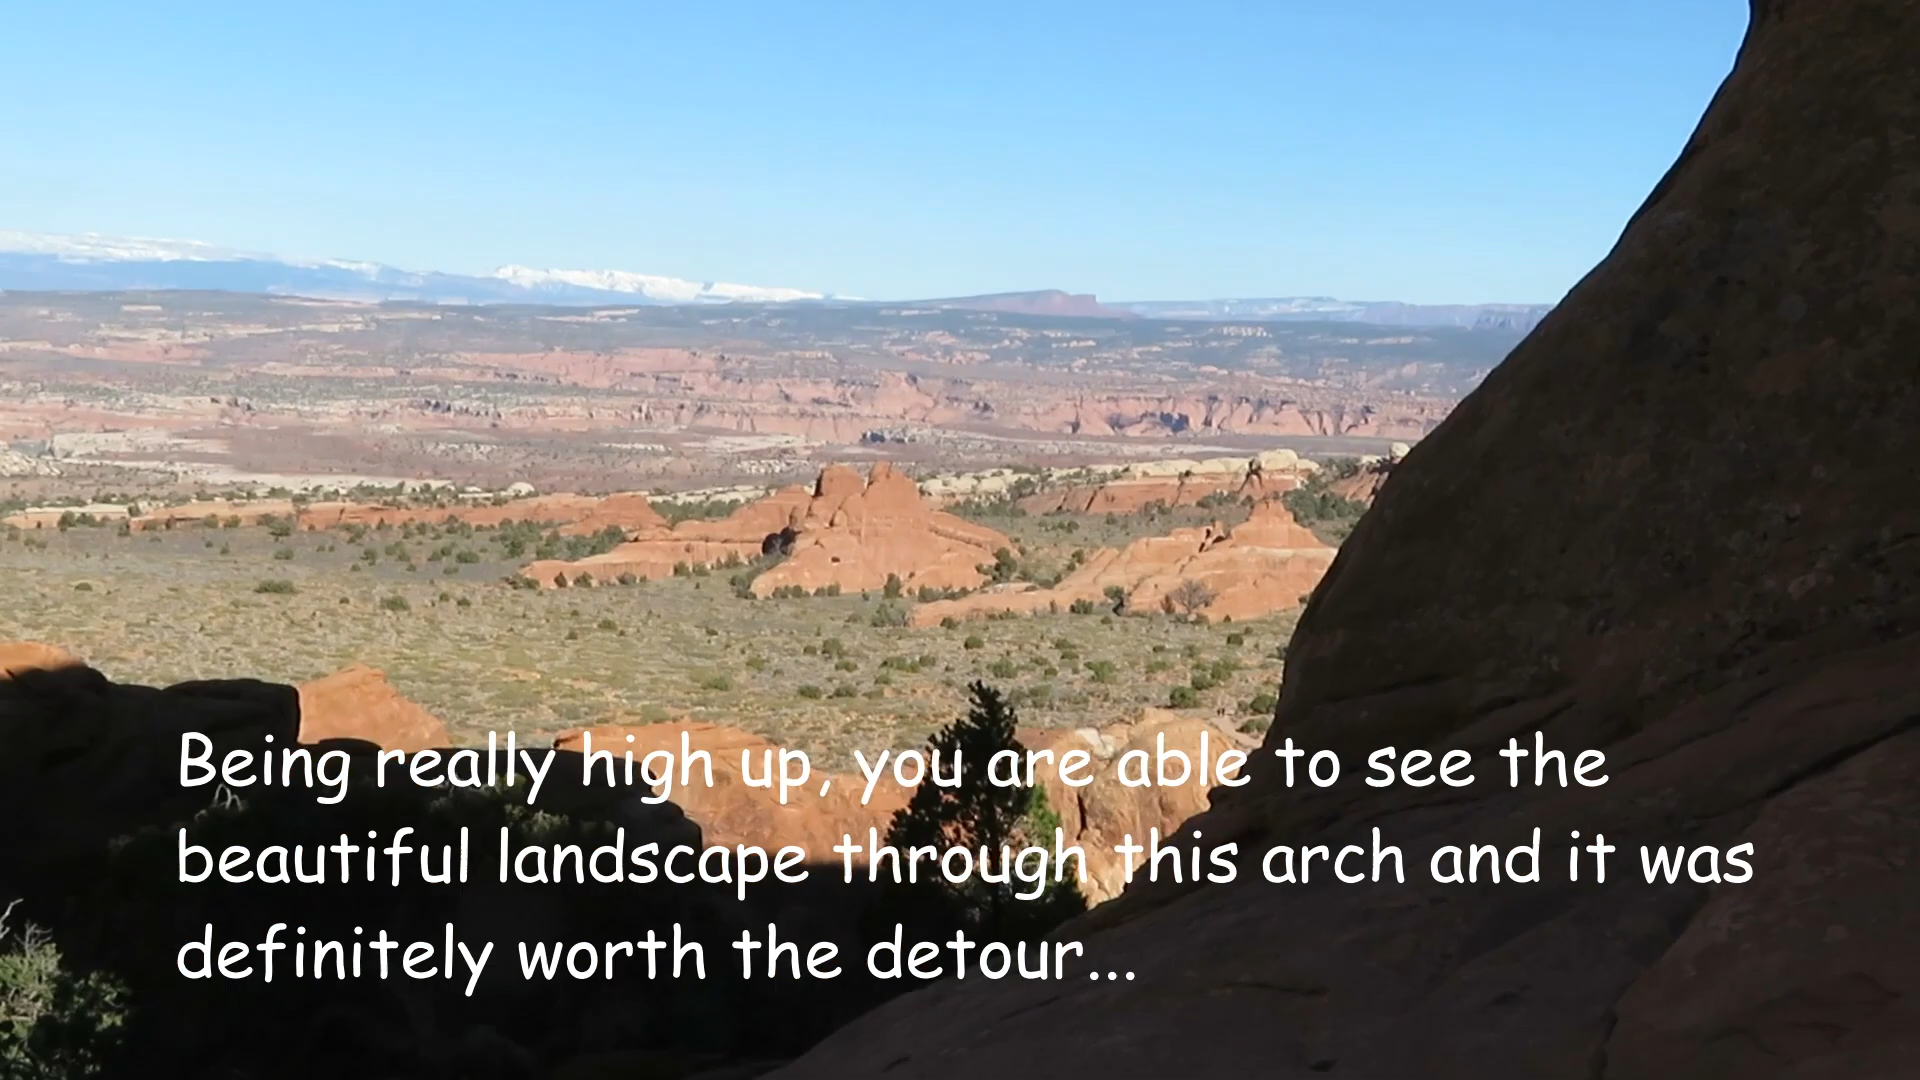 Being really high up, you are able to see the
beautiful landscape through this arch and it was
definitely worth the detour...